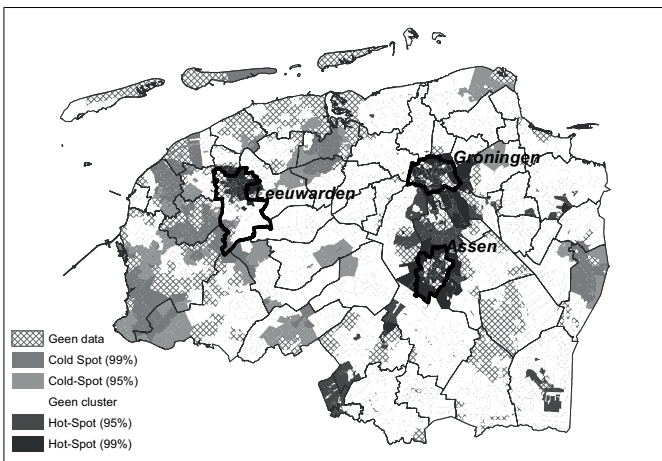 Groningen
Leeuwarden
Assen
Geen data
Cold Spot (99%)
Cold-Spot (95%)
Geen cluster
Hot-Spot (95%)
Hot-Spot (99%)